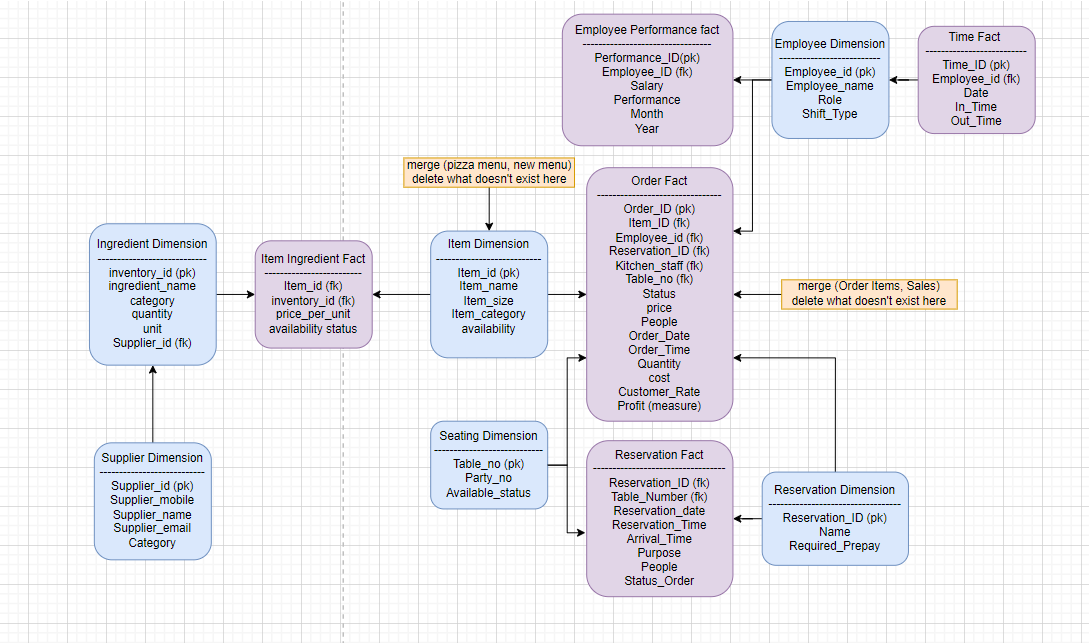 Employee Performance fact
Performance_ID(pk)
Employee_ID (fk)
Salary
Performance
Month
Year
Employee Dimension
Employee_id (pk)
Employee_name
Role
Shift_Type
Time Fact
Time_ID (pk)
Employee_id (fk)
Date
In_Time
Out_Time
merge (pizza menu, new menu)
delete what doesn't exist here
Ingredient Dimension
inventory_id (pk)
ingredient_name
category
quantity
unit
Supplier_id (fk)
Item Ingredient Fact
Item_id (fk)
inventory_id (fk)
price_per_unit
availability status
Item Dimension
Item_id (pk)
Item_name
Item_size
Item_category
availability
Order Fact
Order_ID (pk)
Item_ID (fk)
Employee_id (fk)
Reservation_ID (fk)
Kitchen_staff (fk)
Table_no (fk)
Status
price
People
Order_Date
Order_Time
Quantity
cost
Customer_Rate
Profit (measure)
merge (Order Items, Sales)
delete what doesn't exist here
Supplier Dimension
Supplier_id (pk)
Supplier_mobile
Supplier_name
Supplier_email
Category
Seating Dimension
Table_no (pk)
Party_no
Available_status
Reservation Fact
Reservation_ID (fk)
Table_Number (fk)
Reservation_date
Reservation_Time
Arrival_Time
Purpose
People
Status_Order
Reservation Dimension
Reservation_ID (pk)
Name
Required_Prepay